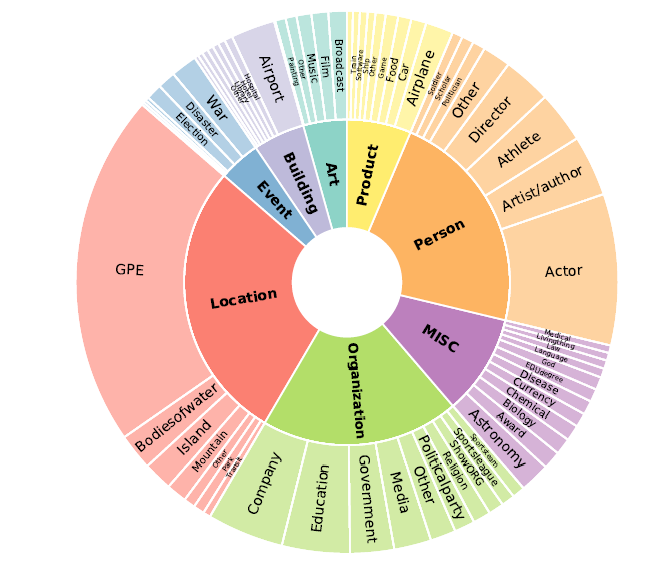 Art
Building
Event
Location
Organization
MISC
Person
Product
Broadcast
Film
Music
Other
Painting
Airport
Hospital
Hotel
War
Disaster
Election
GPE
Bodiesofwater
Island
Mountain
Other
Park
Transit
Company
Education
Government
Media
Other
Politicalparty
Religion
ShowORG
Sportsleague
Sportsteam
Astronomy
Award
Biology
Chemical
Currency
Disease
EDUdegree
God
Language
Law
Livingthing
Medical
Actor
Artist/author
Athlete
Director
Other
Politician
Scholar
Soldier
Airplane
Car
Food
Game
Other
Ship
Software
Train